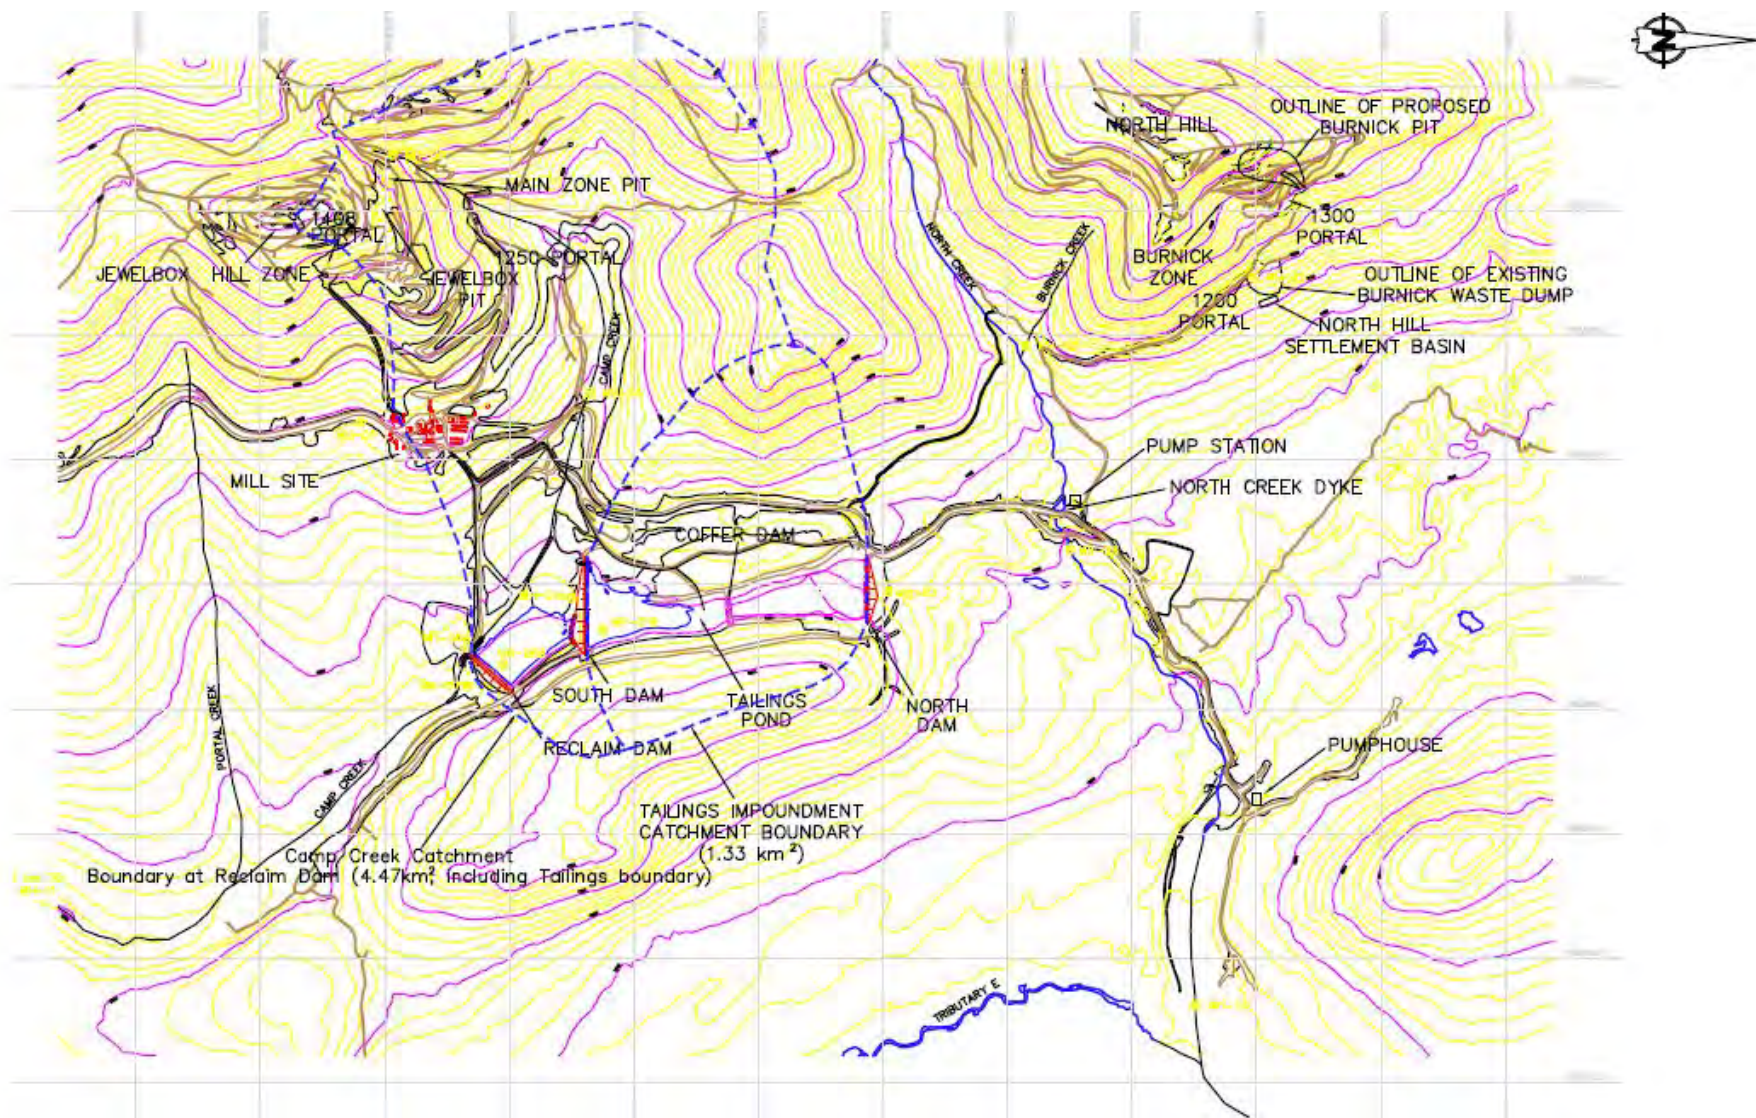 N
OUTLINE OF PROPOSED
BURNICK PIT
NORTH HILL
MAIN ZONE PIT
1408
PORTAL
1300
PORTAL
NORTH CREEK
BURNICK CREEK
1250 PORTAL
BURNICK
ZONE
JEWELBOX HILL ZONE
JEWELBOX
PIT
OUTLINE OF EXISTING
BURNICK WASTE DUMP
1200
PORTAL
NORTH HILL
SETTLEMENT BASIN
CAMP CREEK
PUMP STATION
MILL SITE
NORTH CREEK DYKE
COFFER DAM
SOUTH DAM
TAILINGS
POND
NORTH
DAM
PORTAL CREEK
RECLAIM DAM
PUMPHOUSE
CAMP CREEK
TAILINGS IMPOUNDMENT
CATCHMENT BOUNDARY
(1.33 km²)
Camp Creek Catchment
Boundary at Reclaim Dam (4.47km², including Tailings boundary)
TRIBUTARY E